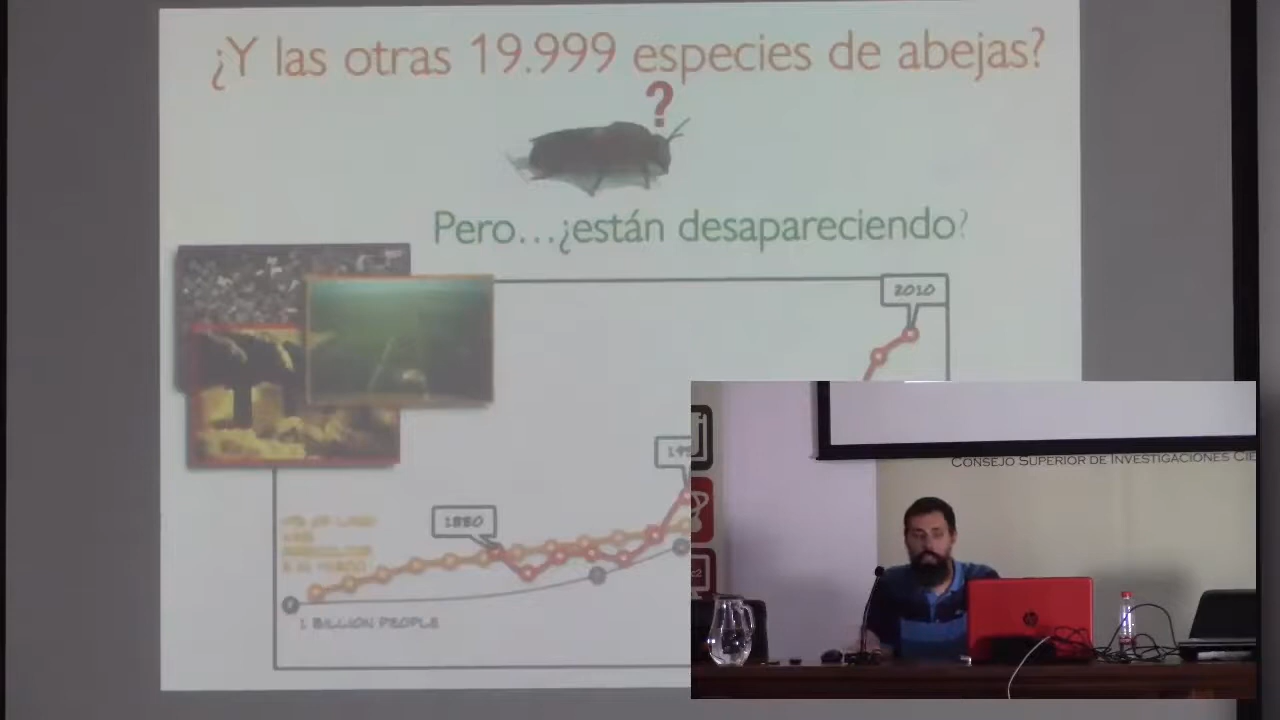 ¿Y las otras 19.999 especies de abejas?
?
Pero...¿están desapareciendo?
2010
1880
1 BILLION PEOPLE
CONSEJO SUPERIOR DE INVESTIGACIONES CIE
hp